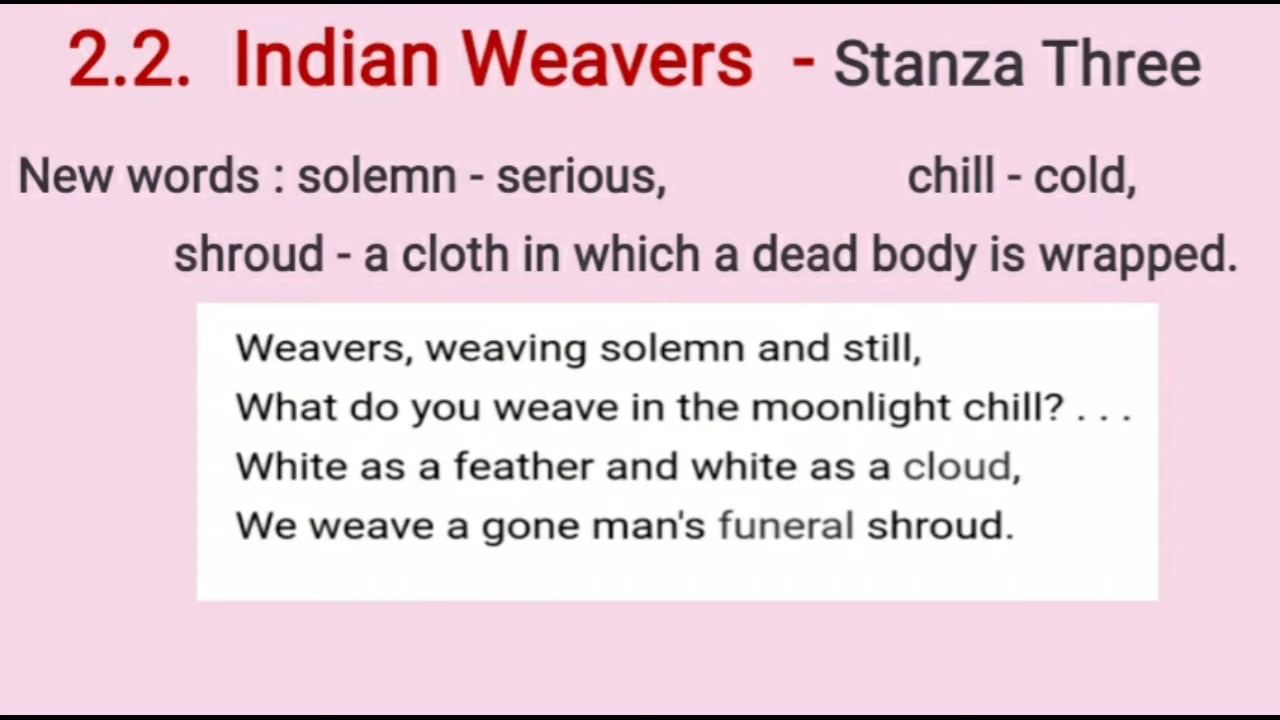 2.2. Indian Weavers - Stanza Three
New words : solemn - serious, chill - cold,
shroud - a cloth in which a dead body is wrapped.
Weavers, weaving solemn and still,
What do you weave in the moonlight chill? . . .
White as a feather and white as a cloud,
We weave a gone man's funeral shroud.